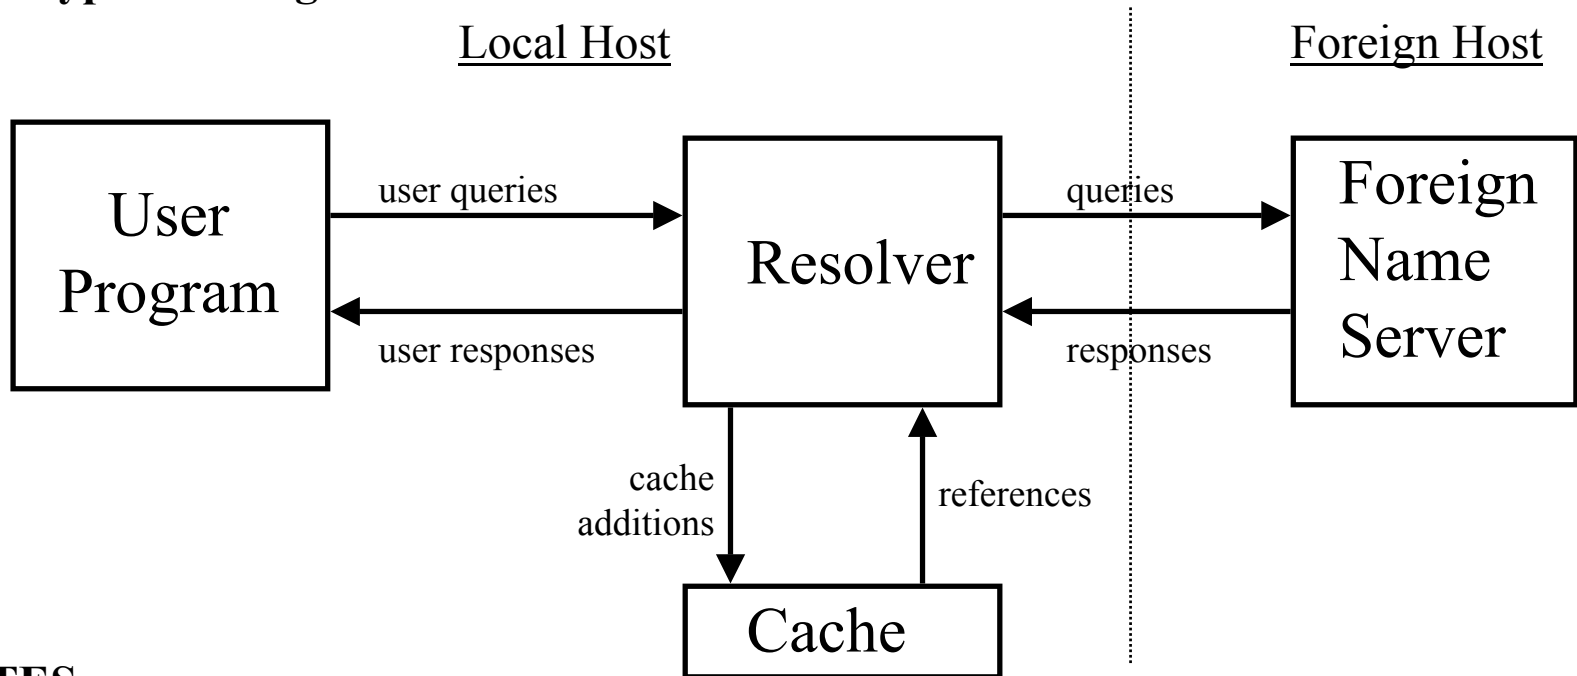 Local Host
Foreign Host
User
Program
user queries
user responses
Resolver
queries
responses
Foreign
Name
Server
cache
additions
references
Cache